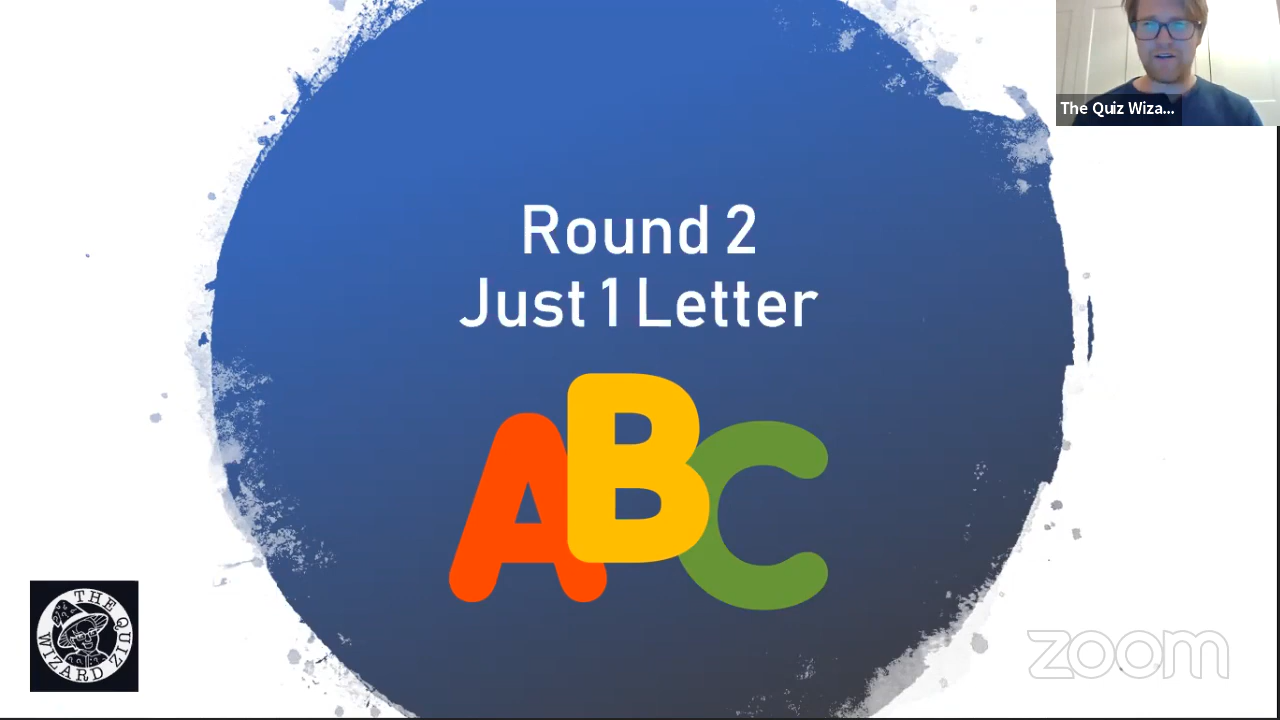 The Quiz Wiza...
Round 2
Just 1 Letter
ABC
THE QUIZ WIZARD
zoom